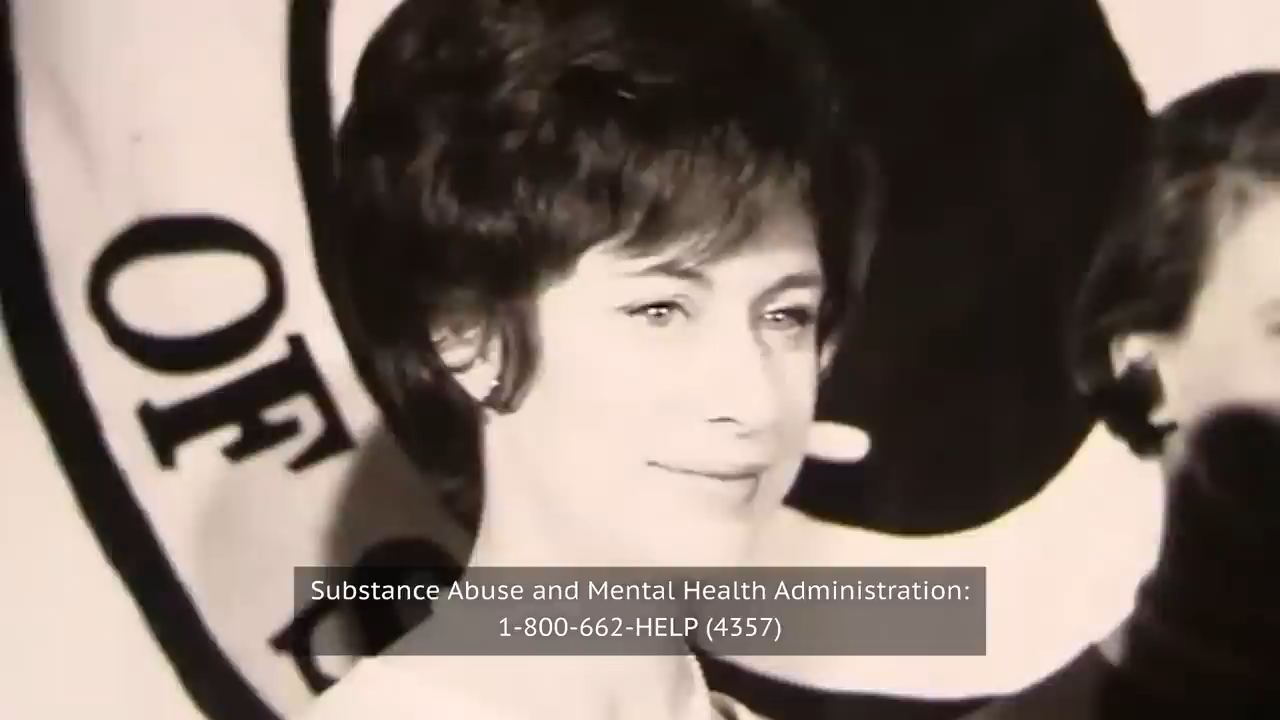 OF
Substance Abuse and Mental Health Administration:
1-800-662-HELP (4357)